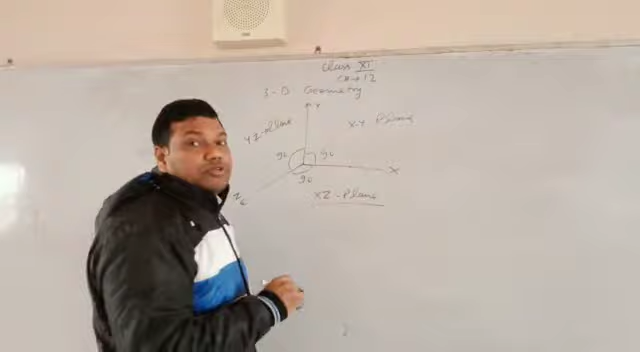 Class XI
CH→12
3-D Geometry
Y
YZ-Plane
X-Y Plane
90
90
90
X
Z
XZ-Plane